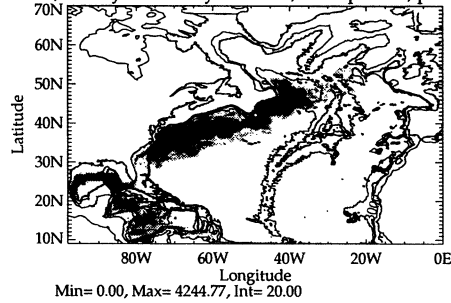 70N
60N
50N
40N
30N
20N
10N
Latitude
80W 60W 40W 20W 0E
Longitude
Min= 0.00, Max= 4244.77, Int= 20.00